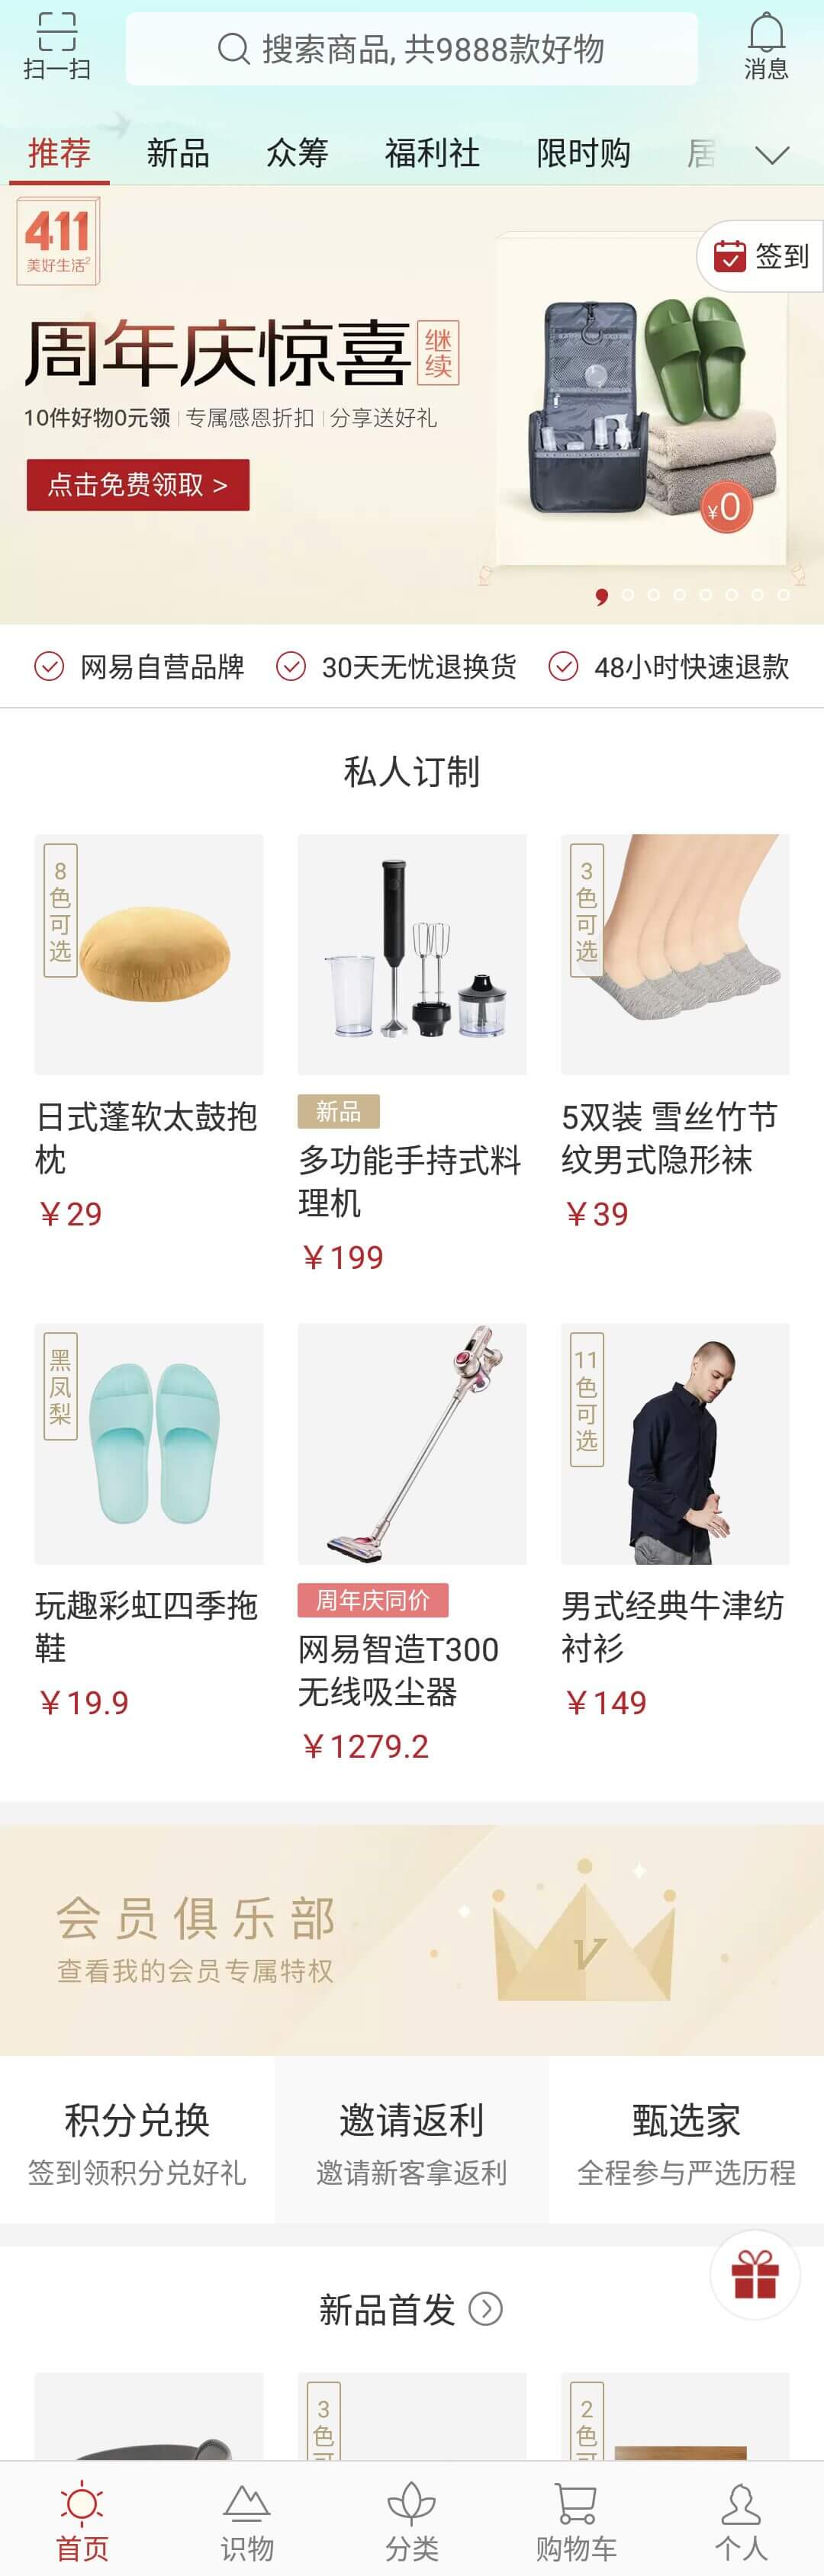 扫一扫
搜索商品, 共9888款好物
消息
推荐
新品
众筹
福利社
限时购
居
411
美好生活2
签到
周年庆惊喜
继续
10件好物0元领 | 专属感恩折扣 | 分享送好礼
点击免费领取 >
¥0
网易自营品牌
30天无忧退换货
48小时快速退款
私人订制
8色可选
3色可选
日式蓬软太鼓抱
枕
¥29
新品
多功能手持式料
理机
¥199
5双装 雪丝竹节
纹男式隐形袜
¥39
黑凤梨
11色可选
玩趣彩虹四季拖
鞋
¥19.9
周年庆同价
网易智造T300
无线吸尘器
¥1279.2
男式经典牛津纺
衬衫
¥149
会员俱乐部
查看我的会员专属特权
V
积分兑换
签到领积分兑好礼
邀请返利
邀请新客拿返利
甄选家
全程参与严选历程
新品首发
3色可
2色可
首页
识物
分类
购物车
个人